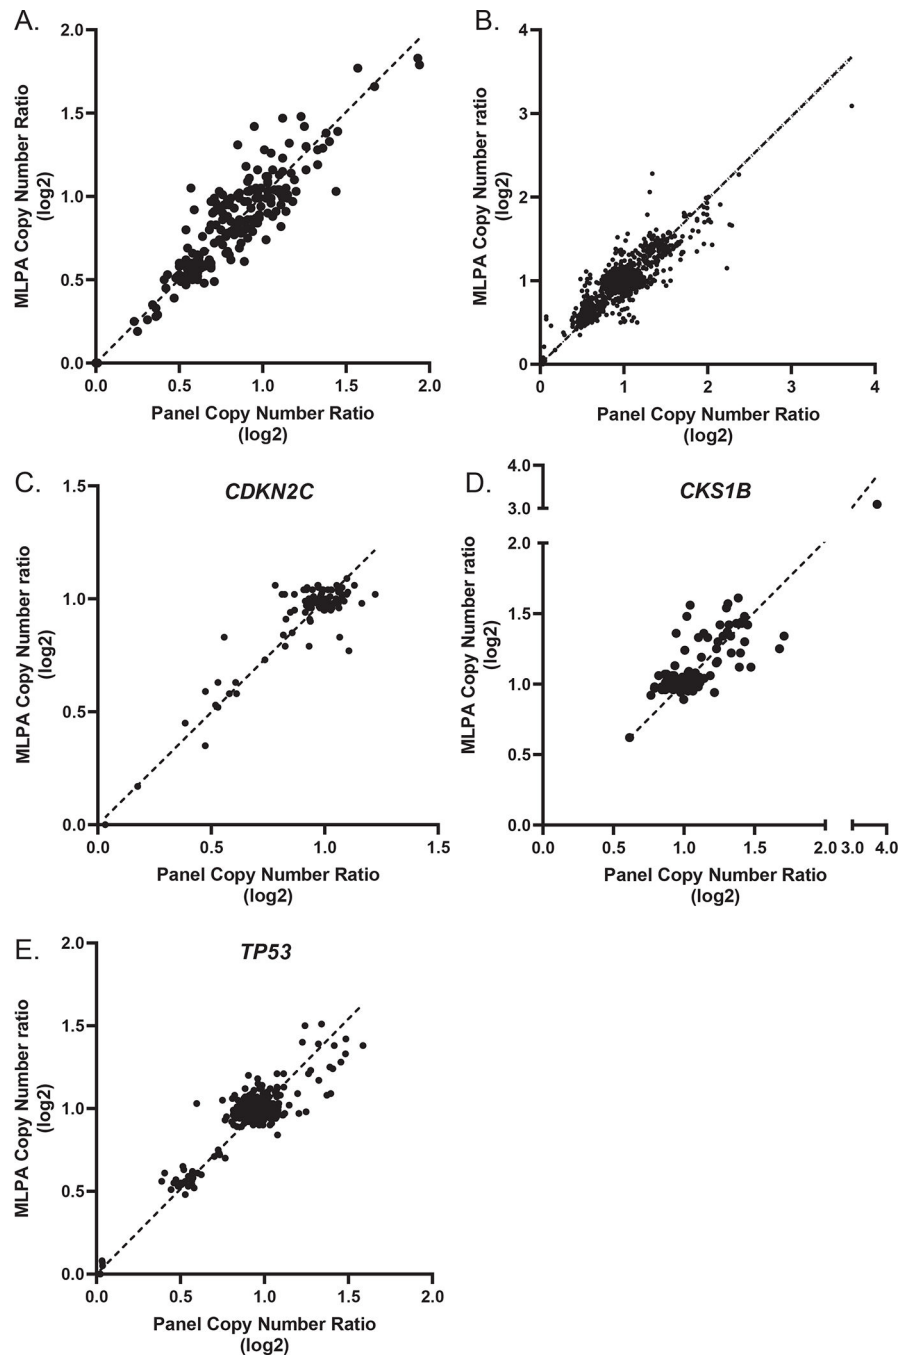 A.
2.0
1.5
1.0
0.5
0.0
MLPA Copy Number Ratio
(log2)
0.0 0.5 1.0 1.5 2.0
Panel Copy Number Ratio
(log2)
B.
4
3
2
1
0
MLPA Copy Number ratio
(log2)
0 1 2 3 4
Panel Copy Number Ratio
(log2)
C.
CDKN2C
1.5
1.0
0.5
0.0
MLPA Copy Number ratio
(log2)
0.0 0.5 1.0 1.5
Panel Copy Number Ratio
(log2)
D.
CKS1B
4.0
3.0
2.0
1.5
1.0
0.5
0.0
MLPA Copy Number ratio
(log2)
0.0 0.5 1.0 1.5 2.0 3.0 4.0
Panel Copy Number Ratio
(log2)
E.
TP53
2.0
1.5
1.0
0.5
0.0
MLPA Copy Number ratio
(log2)
0.0 0.5 1.0 1.5 2.0
Panel Copy Number Ratio
(log2)